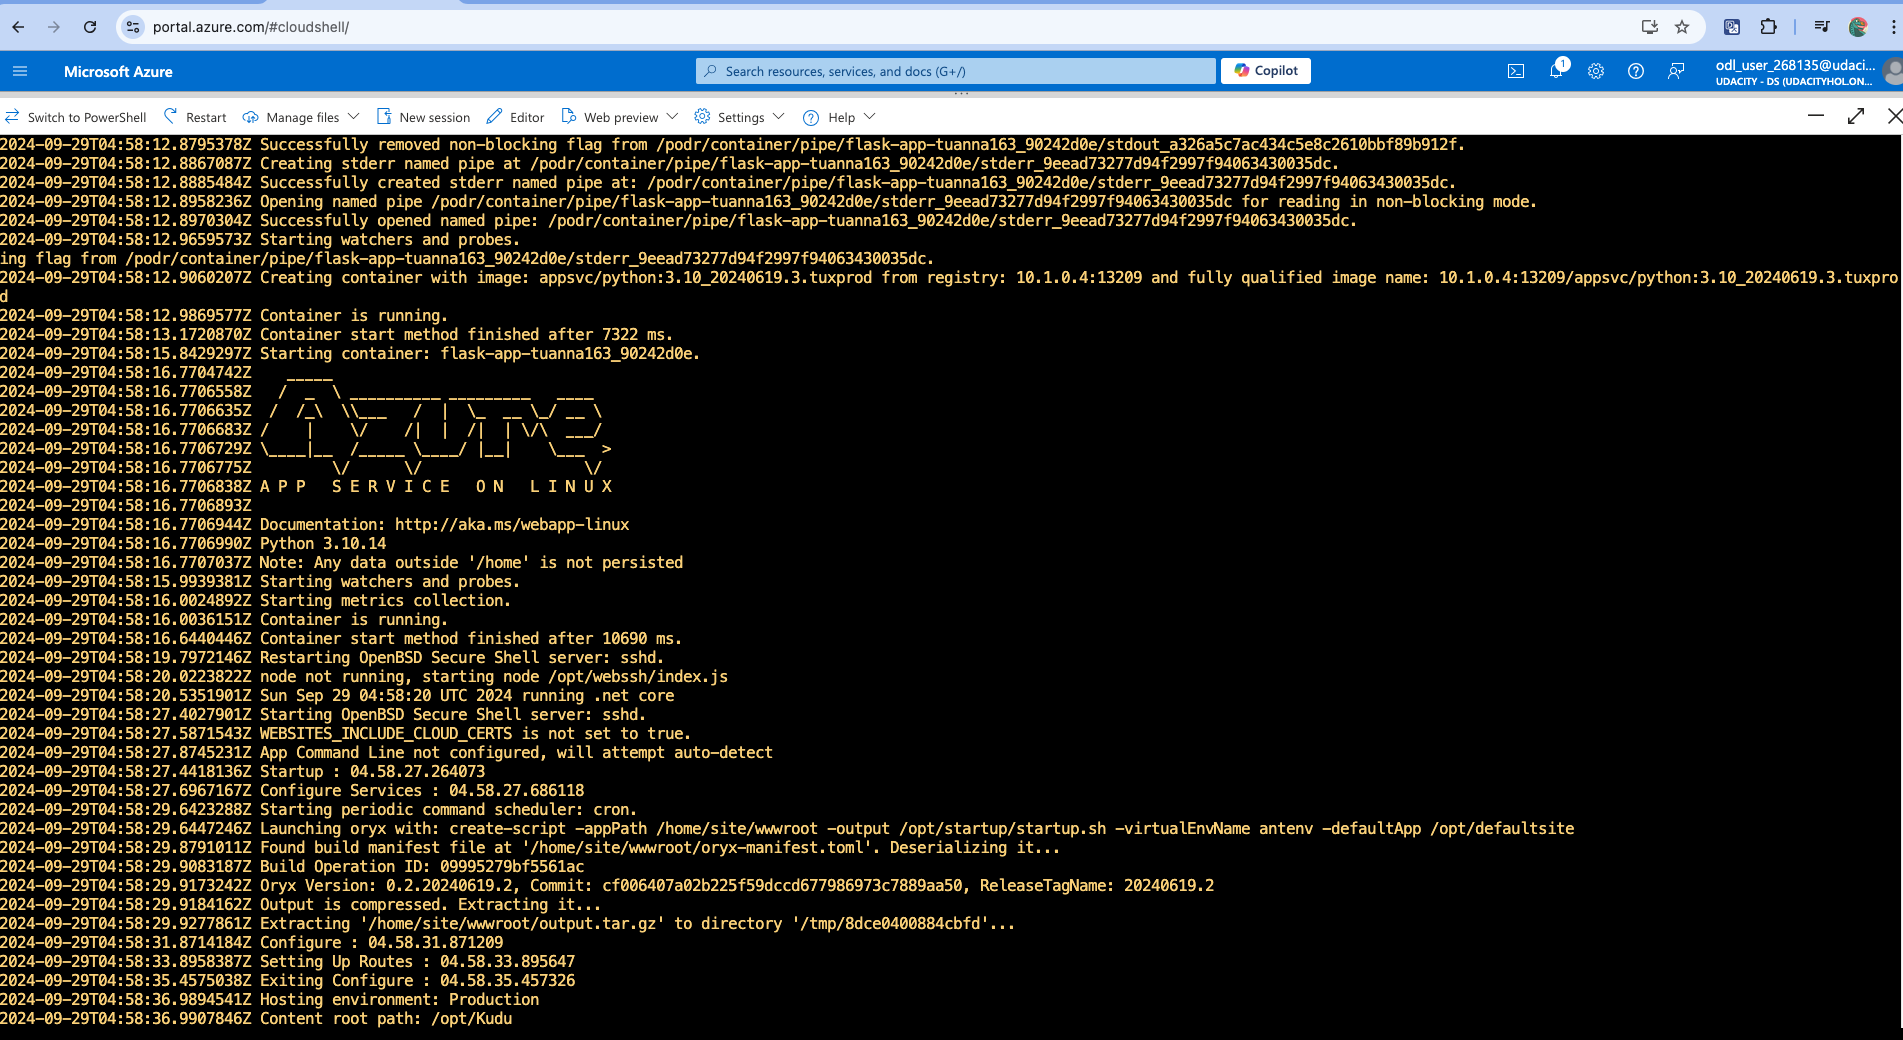 portal.azure.com/#cloudshell/
Microsoft Azure
Search resources, services, and docs (G+/)
Copilot
1
odl_user_268135@udaci...
UDACITY - DS (UDACITYHOL.ON...
Switch to PowerShell
Restart
Manage files
New session
Editor
Web preview
Settings
Help
2024-09-29T04:58:12.8795378Z Successfully removed non-blocking flag from /podr/container/pipe/flask-app-tuanna163_90242d0e/stdout_a326a5c7ac434c5e8c2610bbf89b912f.
2024-09-29T04:58:12.8867087Z Creating stderr named pipe at /podr/container/pipe/flask-app-tuanna163_90242d0e/stderr_9eead73277d94f2997f94063430035dc.
2024-09-29T04:58:12.8885484Z Successfully created stderr named pipe at: /podr/container/pipe/flask-app-tuanna163_90242d0e/stderr_9eead73277d94f2997f94063430035dc.
2024-09-29T04:58:12.8958236Z Opening named pipe /podr/container/pipe/flask-app-tuanna163_90242d0e/stderr_9eead73277d94f2997f94063430035dc for reading in non-blocking mode.
2024-09-29T04:58:12.8970304Z Successfully opened named pipe: /podr/container/pipe/flask-app-tuanna163_90242d0e/stderr_9eead73277d94f2997f94063430035dc.
2024-09-29T04:58:12.9659573Z Starting watchers and probes.
ing flag from /podr/container/pipe/flask-app-tuanna163_90242d0e/stderr_9eead73277d94f2997f94063430035dc.
2024-09-29T04:58:12.9060207Z Creating container with image: appsvc/python:3.10_20240619.3.tuxprod from registry: 10.1.0.4:13209 and fully qualified image name: 10.1.0.4:13209/appsvc/python:3.10_20240619.3.tuxpro
d
2024-09-29T04:58:12.9869577Z Container is running.
2024-09-29T04:58:13.1720870Z Container start method finished after 7322 ms.
2024-09-29T04:58:15.8429297Z Starting container: flask-app-tuanna163_90242d0e.
2024-09-29T04:58:16.7704742Z    _____
2024-09-29T04:58:16.7706558Z   /  _  \ __________ _________   ____
2024-09-29T04:58:16.7706635Z  /  /_\  \\___   /  |  \_  __ \_/ __ \
2024-09-29T04:58:16.7706683Z /    |    \/    /|  |  /|  | \/\  ___/
2024-09-29T04:58:16.7706729Z \____|__  /_____ \____/ |__|    \___  >
2024-09-29T04:58:16.7706775Z         \/      \/                  \/
2024-09-29T04:58:16.7706838Z A P P   S E R V I C E   O N   L I N U X
2024-09-29T04:58:16.7706893Z
2024-09-29T04:58:16.7706944Z Documentation: http://aka.ms/webapp-linux
2024-09-29T04:58:16.7706990Z Python 3.10.14
2024-09-29T04:58:16.7707037Z Note: Any data outside '/home' is not persisted
2024-09-29T04:58:15.9939381Z Starting watchers and probes.
2024-09-29T04:58:16.0024892Z Starting metrics collection.
2024-09-29T04:58:16.0036151Z Container is running.
2024-09-29T04:58:16.6440446Z Container start method finished after 10690 ms.
2024-09-29T04:58:19.7972146Z Restarting OpenBSD Secure Shell server: sshd.
2024-09-29T04:58:20.0223822Z node not running, starting node /opt/webssh/index.js
2024-09-29T04:58:20.5351901Z Sun Sep 29 04:58:20 UTC 2024 running .net core
2024-09-29T04:58:27.4027901Z Starting OpenBSD Secure Shell server: sshd.
2024-09-29T04:58:27.5871543Z WEBSITES_INCLUDE_CLOUD_CERTS is not set to true.
2024-09-29T04:58:27.8745231Z App Command Line not configured, will attempt auto-detect
2024-09-29T04:58:27.4418136Z Startup : 04.58.27.264073
2024-09-29T04:58:27.6967167Z Configure Services : 04.58.27.686118
2024-09-29T04:58:29.6423288Z Starting periodic command scheduler: cron.
2024-09-29T04:58:29.6447246Z Launching oryx with: create-script -appPath /home/site/wwwroot -output /opt/startup/startup.sh -virtualEnvName antenv -defaultApp /opt/defaultsite
2024-09-29T04:58:29.8791011Z Found build manifest file at '/home/site/wwwroot/oryx-manifest.toml'. Deserializing it...
2024-09-29T04:58:29.9083187Z Build Operation ID: 09995279bf5561ac
2024-09-29T04:58:29.9173242Z Oryx Version: 0.2.20240619.2, Commit: cf006407a02b225f59dccd677986973c7889aa50, ReleaseTagName: 20240619.2
2024-09-29T04:58:29.9184162Z Output is compressed. Extracting it...
2024-09-29T04:58:29.9277861Z Extracting '/home/site/wwwroot/output.tar.gz' to directory '/tmp/8dce0400884cbfd'...
2024-09-29T04:58:31.8714184Z Configure : 04.58.31.871209
2024-09-29T04:58:33.8958387Z Setting Up Routes : 04.58.33.895647
2024-09-29T04:58:35.4575038Z Exiting Configure : 04.58.35.457326
2024-09-29T04:58:36.9894541Z Hosting environment: Production
2024-09-29T04:58:36.9907846Z Content root path: /opt/Kudu